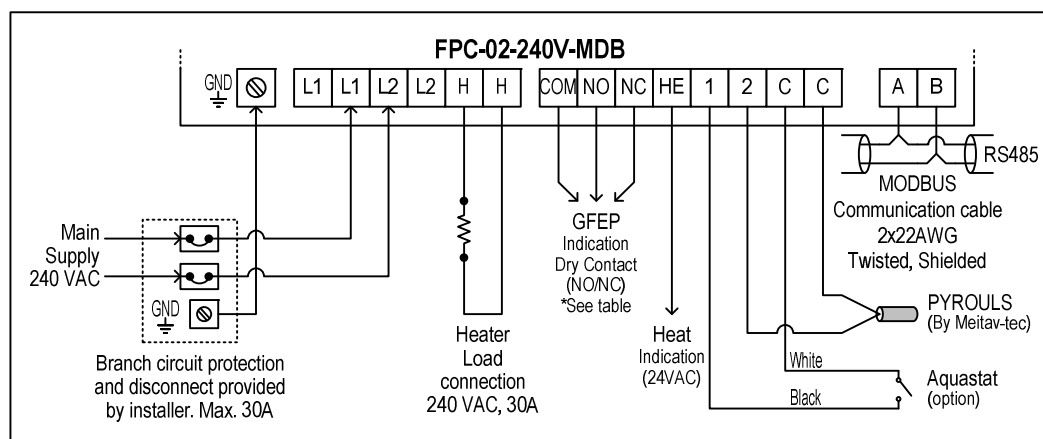 FPC-02-240V-MDB
GND
L1 L1 L2 L2 H H COM NO NC HE 1 2 C C A B
RS485
MODBUS
Communication cable
2x22AWG
Twisted, Shielded
Main
Supply
240 VAC
GND
Branch circuit protection
and disconnect provided
by installer. Max. 30A
Heater
Load
connection
240 VAC, 30A
GFEP
Indication
Dry Contact
(NO/NC)
*See table
Heat
Indication
(24VAC)
PYROULS
(By Meitav-tec)
White
Black
Aquastat
(option)